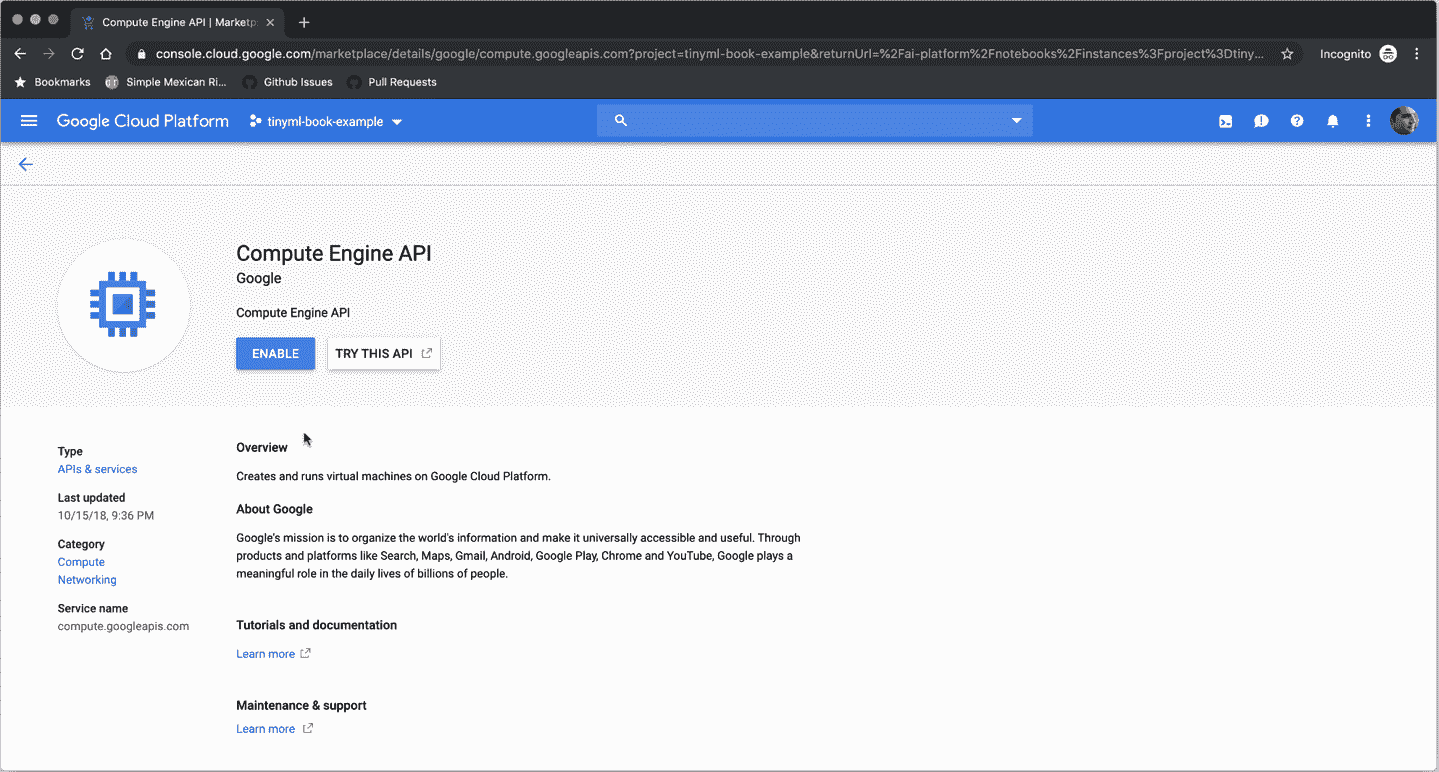 Compute Engine API | Marketp
console.cloud.google.com/marketplace/details/google/compute.googleapis.com?project=tinyml-book-example&returnUrl=%2Fai-platform%2Fnotebooks%2Finstances%3Fproject%3Dtiny...
Incognito
Bookmarks
Simple Mexican Ri...
Github Issues
Pull Requests
Google Cloud Platform
tinyml-book-example
Compute Engine API
Google
Compute Engine API
ENABLE
TRY THIS API
Type
APIs & services
Last updated
10/15/18, 9:36 PM
Category
Compute
Networking
Service name
compute.googleapis.com
Overview
Creates and runs virtual machines on Google Cloud Platform.
About Google
Google's mission is to organize the world's information and make it universally accessible and useful. Through
products and platforms like Search, Maps, Gmail, Android, Google Play, Chrome and YouTube, Google plays a
meaningful role in the daily lives of billions of people.
Tutorials and documentation
Learn more
Maintenance & support
Learn more